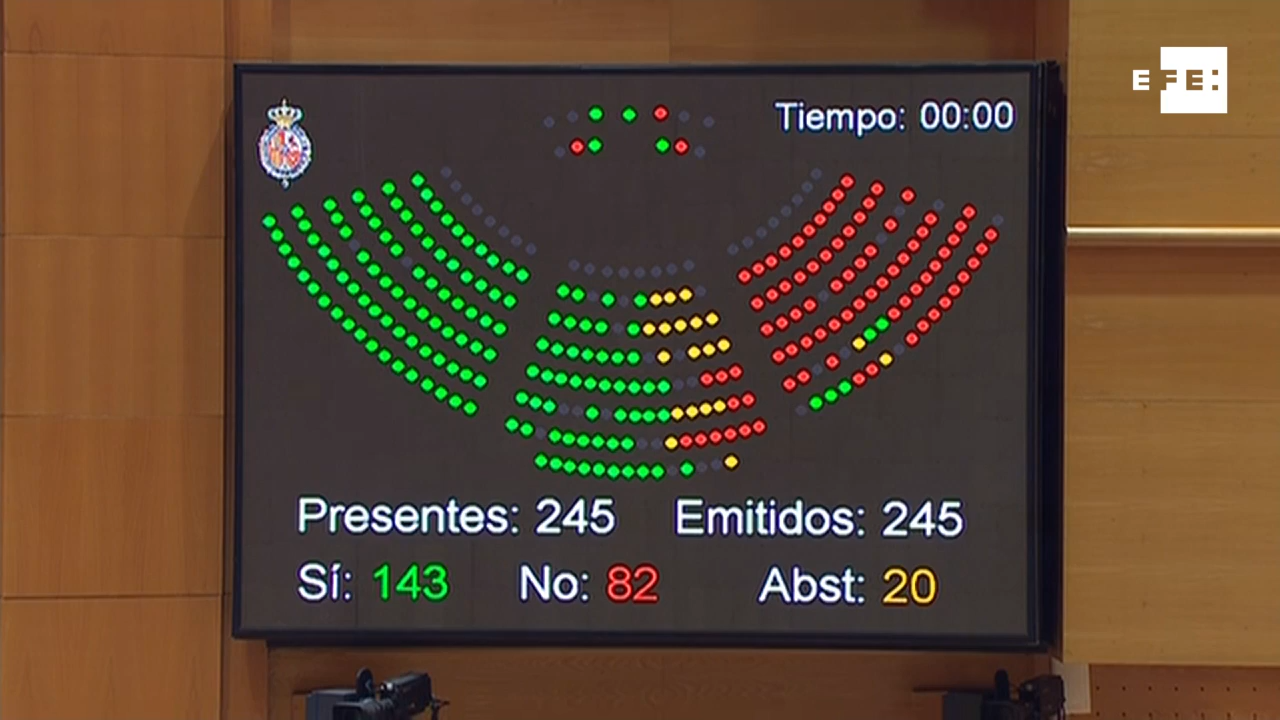 EFE:
Tiempo: 00:00
Presentes: 245 Emitidos: 245
Sí: 143 No: 82 Abst: 20